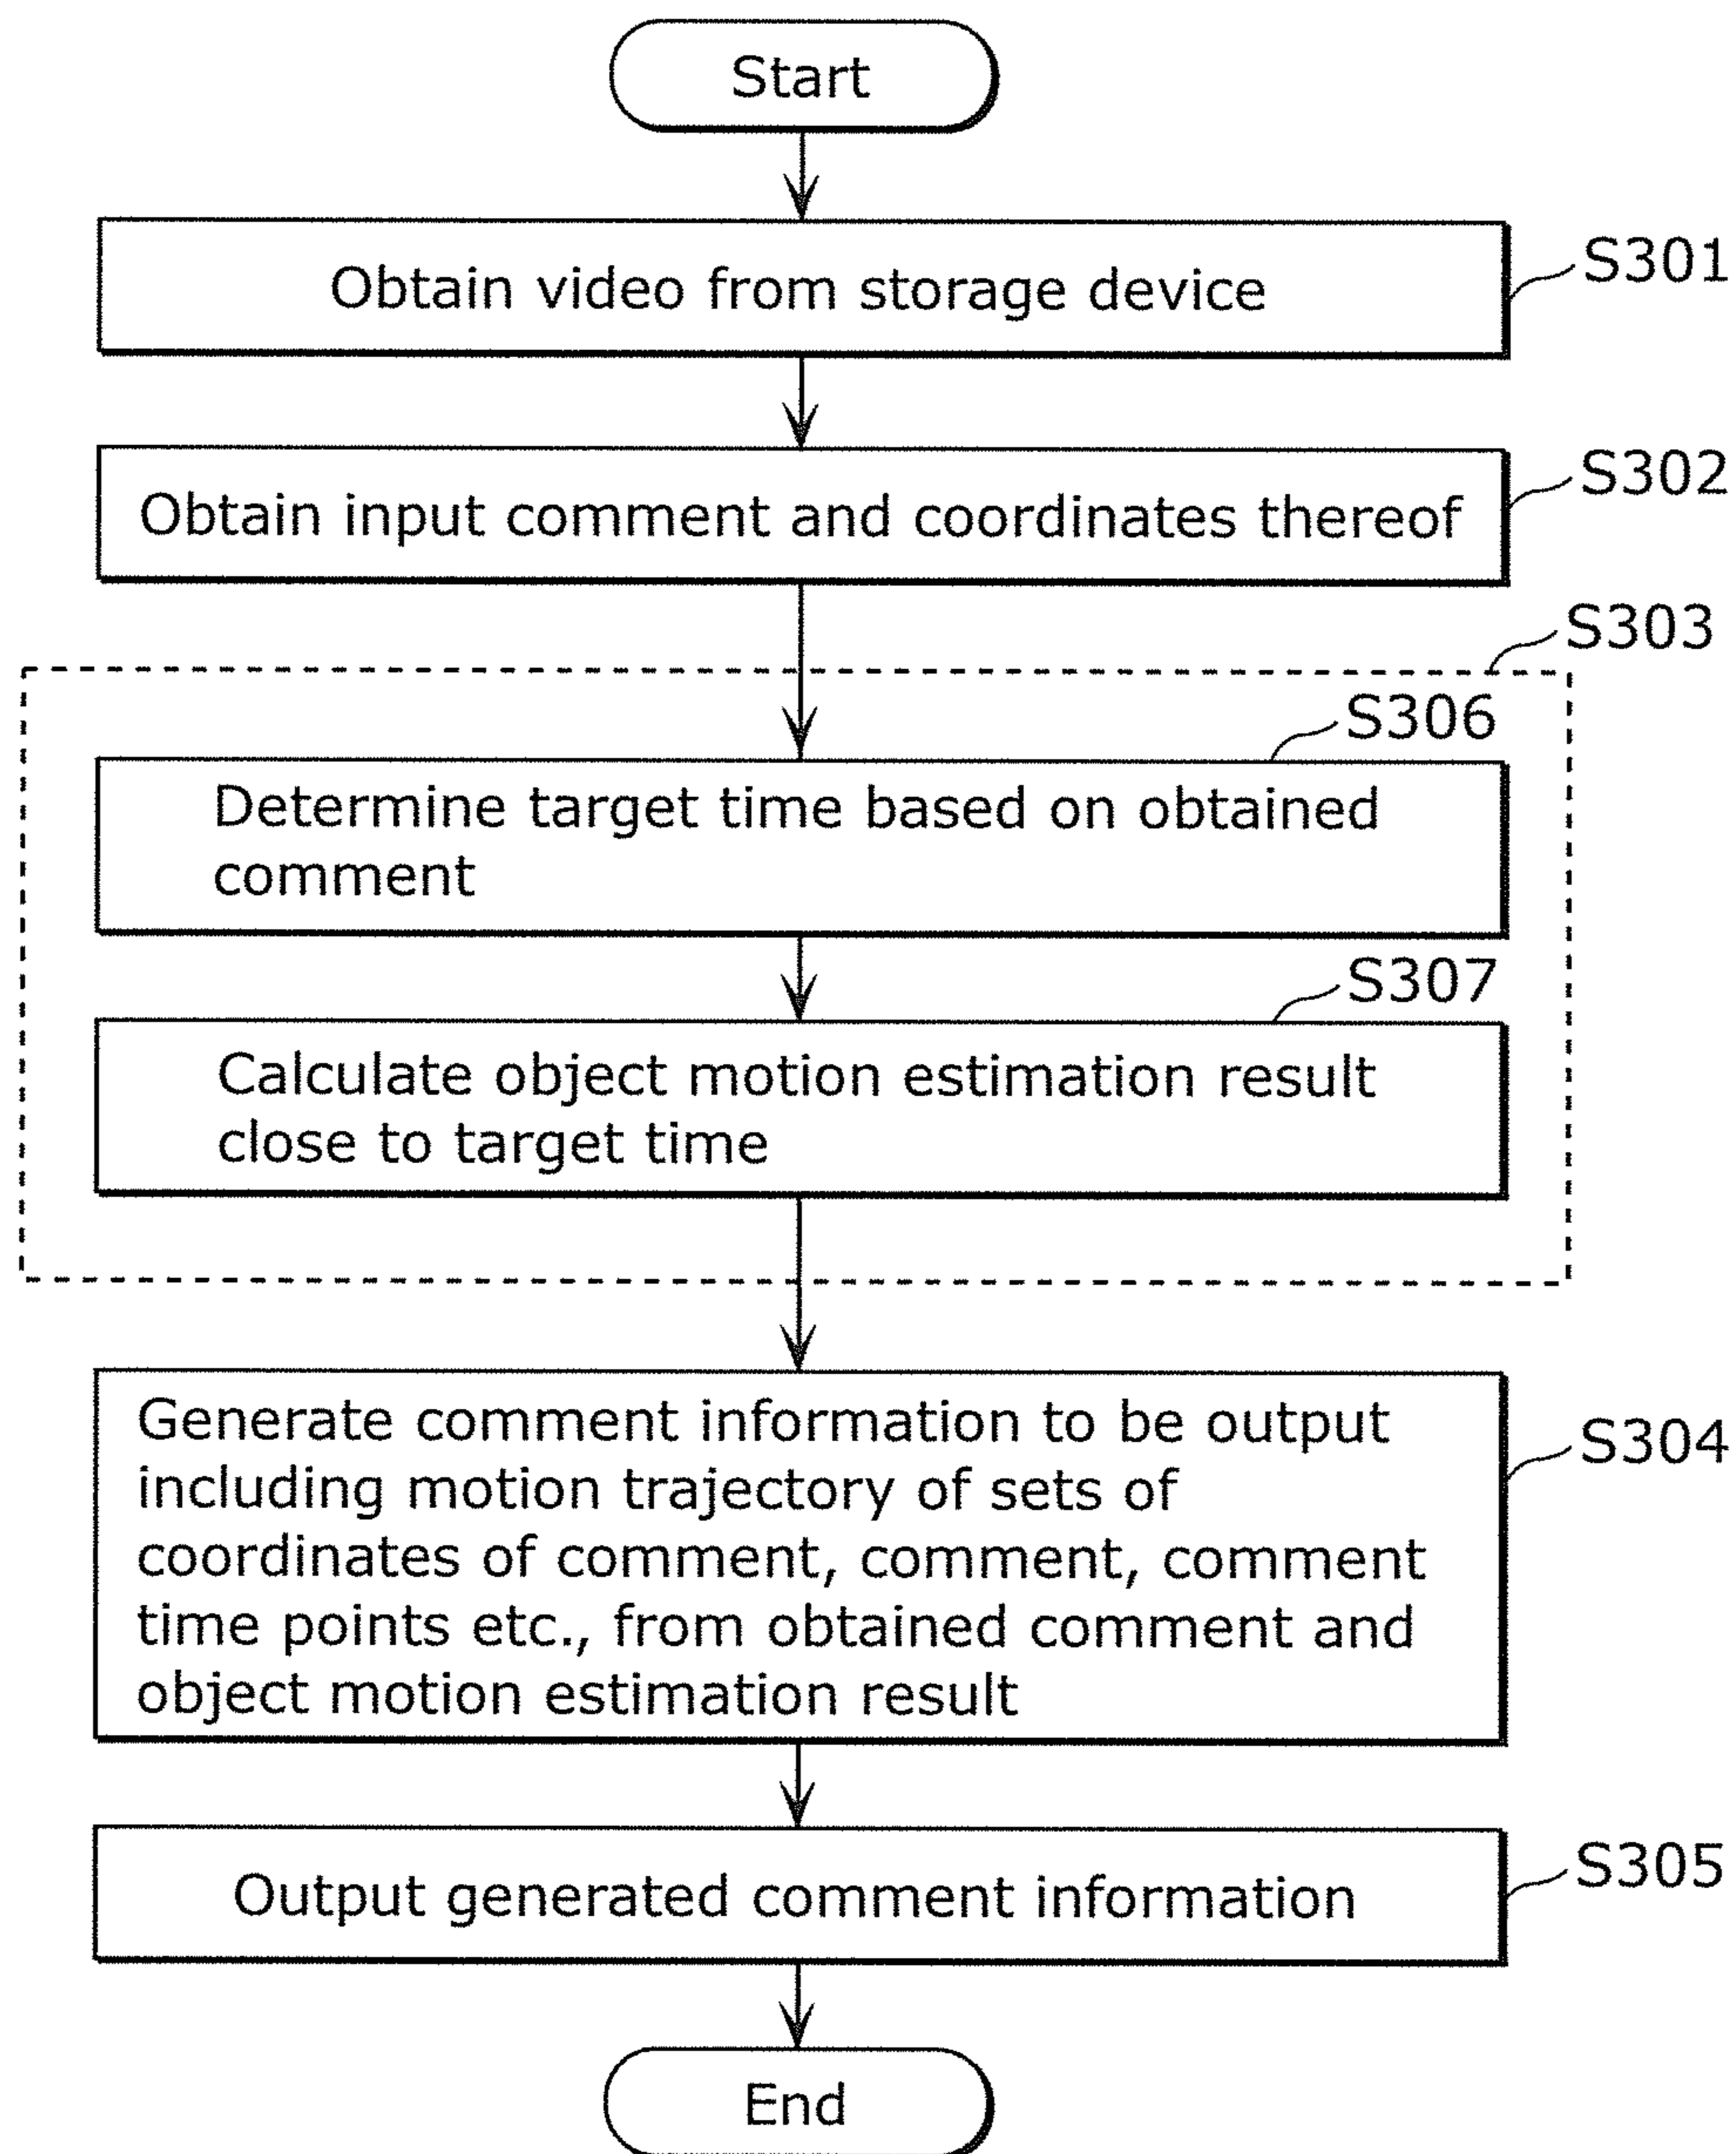 Start
Obtain video from storage device
S301
Obtain input comment and coordinates thereof
S302
S303
S306
Determine target time based on obtained
comment
S307
Calculate object motion estimation result
close to target time
Generate comment information to be output
including motion trajectory of sets of
coordinates of comment, comment, comment
time points etc., from obtained comment and
object motion estimation result
S304
Output generated comment information
S305
End